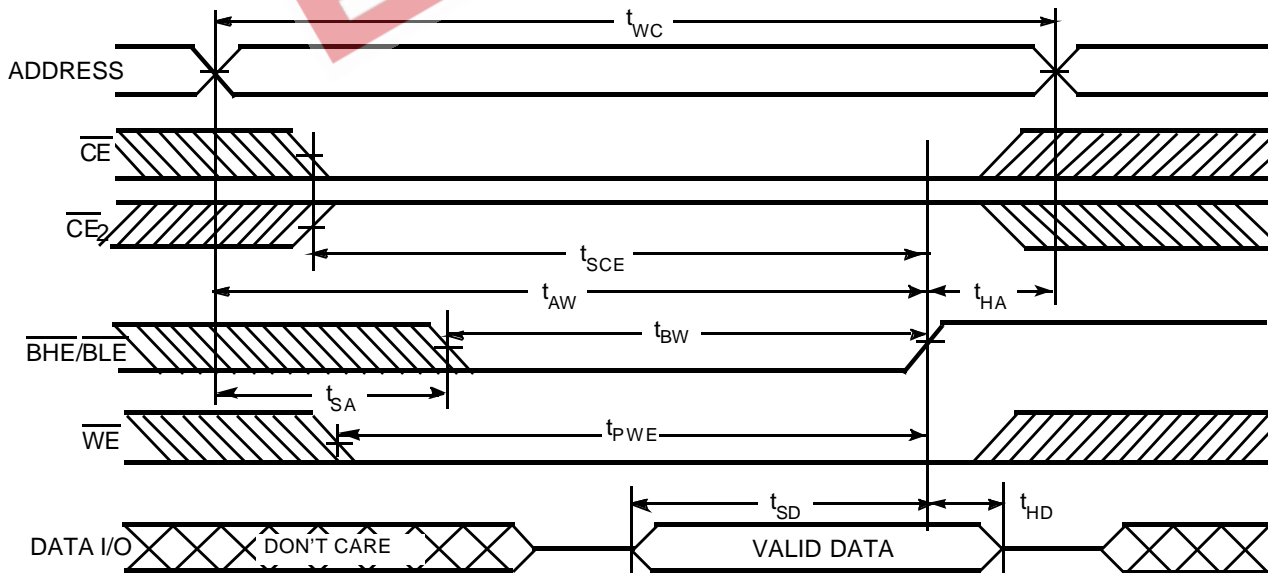 tWC
ADDRESS
CE
CE2
tSCE
tAW
tHA
tBW
BHE/BLE
tSA
WE
tPWE
tSD
tHD
DATA I/O
DON'T CARE
VALID DATA